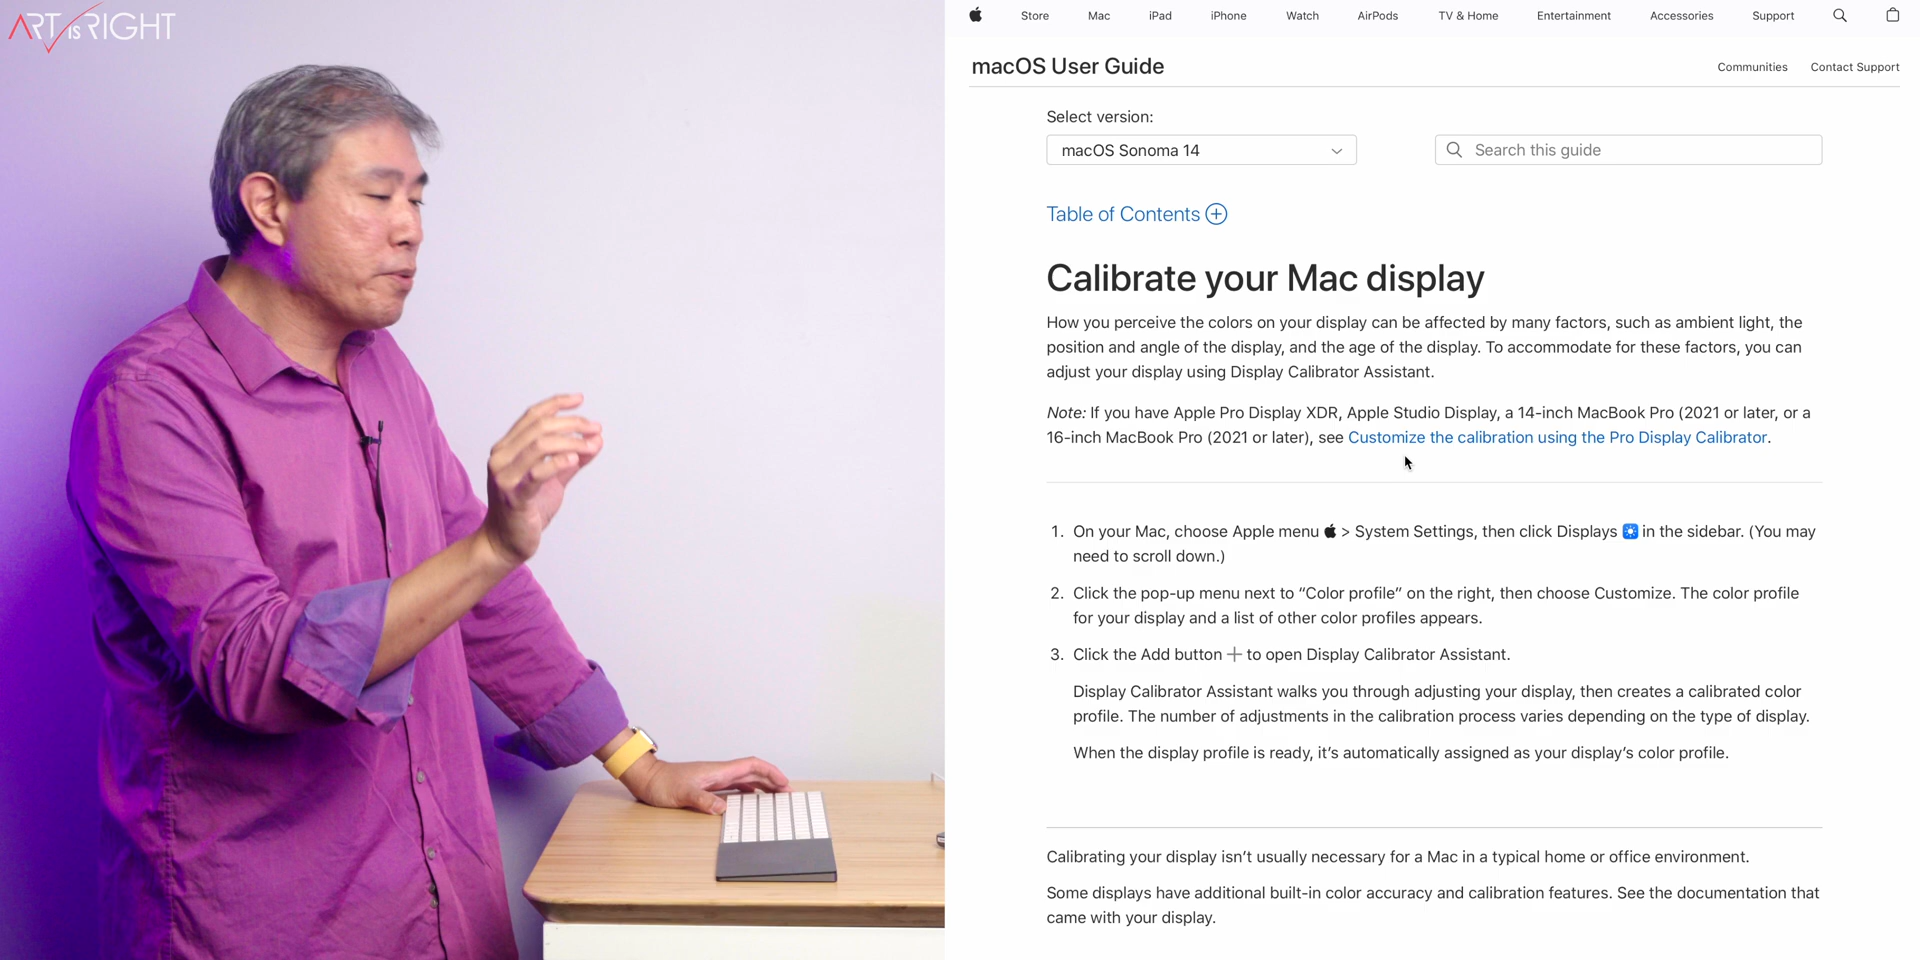 ART is RIGHT
Store Mac iPad iPhone Watch AirPods TV & Home Entertainment Accessories Support
macOS User Guide
Communities Contact Support
Select version:
macOS Sonoma 14
Search this guide
Table of Contents
Calibrate your Mac display
How you perceive the colors on your display can be affected by many factors, such as ambient light, the
position and angle of the display, and the age of the display. To accommodate for these factors, you can
adjust your display using Display Calibrator Assistant.
Note: If you have Apple Pro Display XDR, Apple Studio Display, a 14-inch MacBook Pro (2021 or later, or a
16-inch MacBook Pro (2021 or later), see Customize the calibration using the Pro Display Calibrator.
1. On your Mac, choose Apple menu > System Settings, then click Displays in the sidebar. (You may
need to scroll down.)
2. Click the pop-up menu next to “Color profile” on the right, then choose Customize. The color profile
for your display and a list of other color profiles appears.
3. Click the Add button + to open Display Calibrator Assistant.
Display Calibrator Assistant walks you through adjusting your display, then creates a calibrated color
profile. The number of adjustments in the calibration process varies depending on the type of display.
When the display profile is ready, it’s automatically assigned as your display’s color profile.
Calibrating your display isn’t usually necessary for a Mac in a typical home or office environment.
Some displays have additional built-in color accuracy and calibration features. See the documentation that
came with your display.